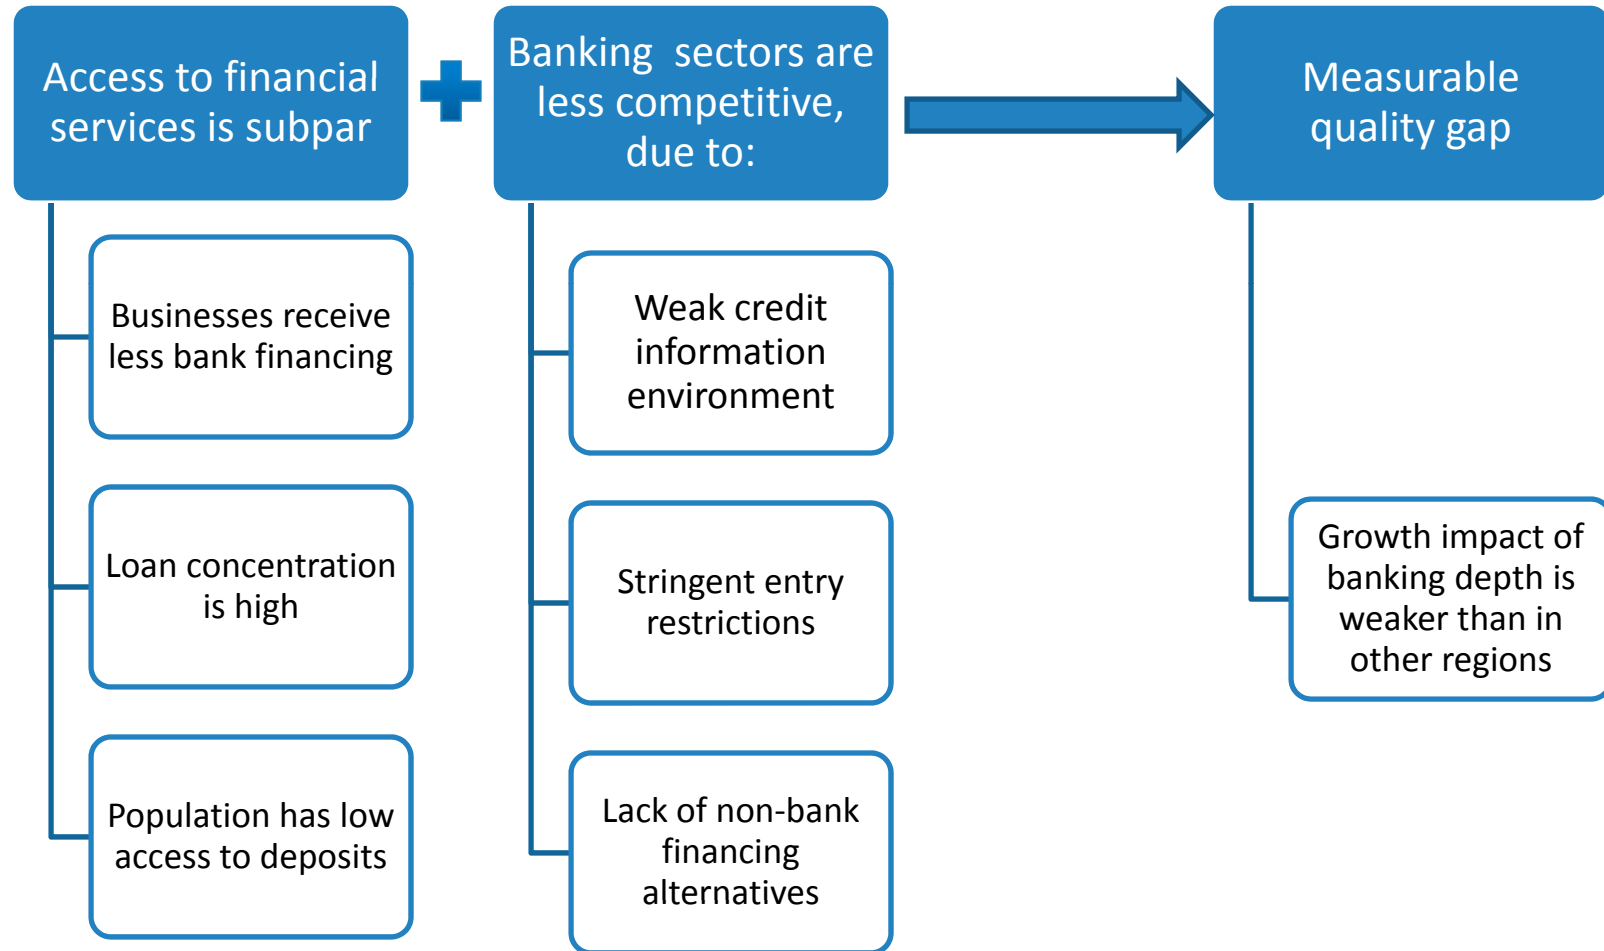 Access to financial
services is subpar
Businesses receive
less bank financing
Loan concentration
is high
Population has low
access to deposits
Banking  sectors are
less competitive,
due to:
Weak credit
information
environment
Stringent entry
restrictions
Lack of non-bank
financing
alternatives
Measurable
quality gap
Growth impact of
banking depth is
weaker than in
other regions